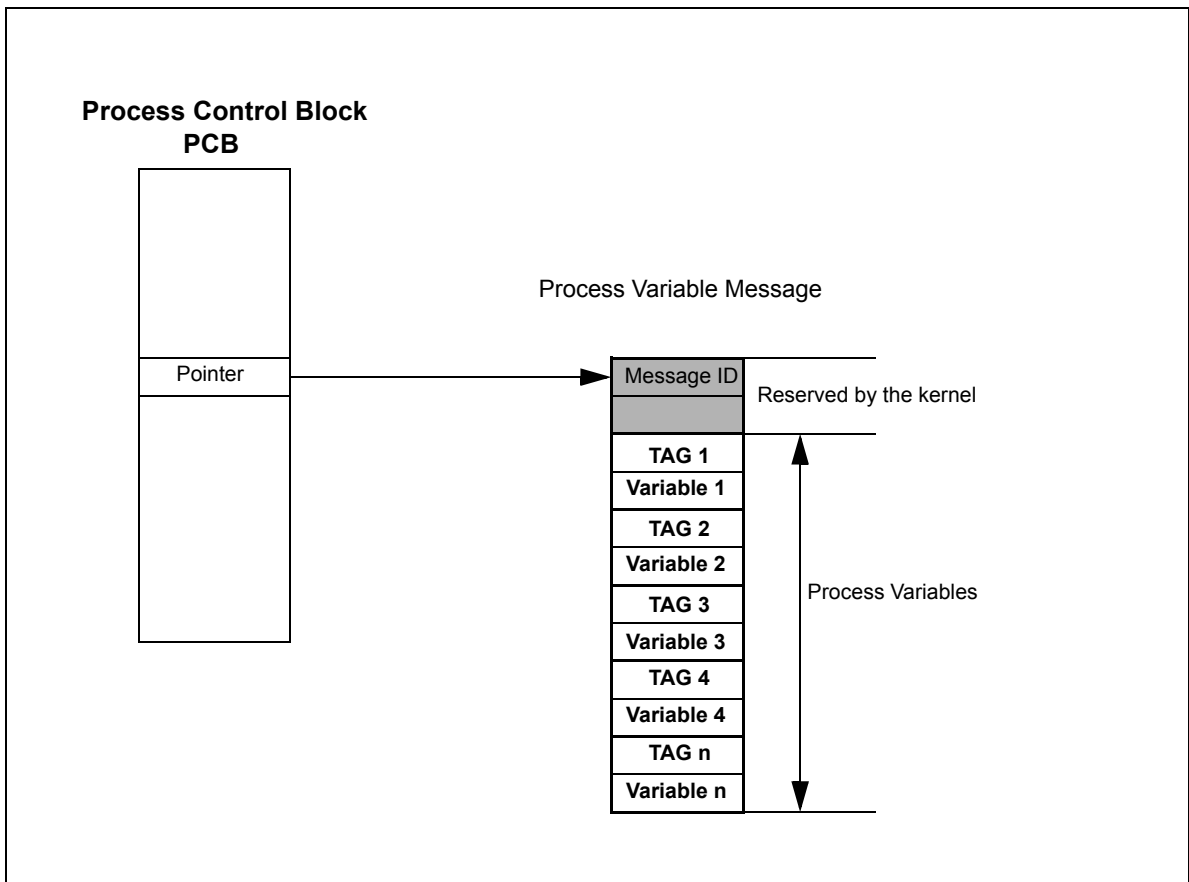 Process Control Block
PCB
Process Variable Message
Pointer
Message ID
Reserved by the kernel
TAG 1
Variable 1
TAG 2
Variable 2
TAG 3
Variable 3
TAG 4
Variable 4
TAG n
Variable n
Process Variables